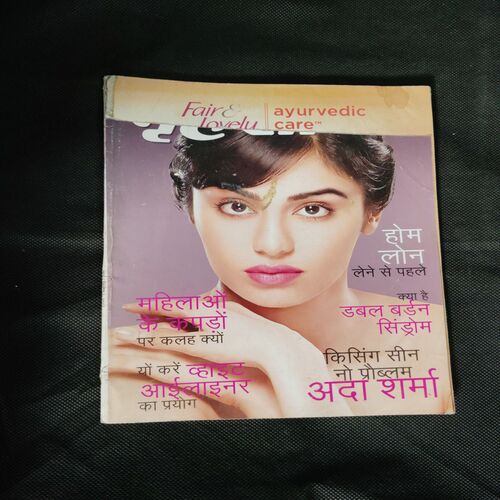 Fair & ayurvedic
lovely care™
होम
लोन
लेने से पहले
क्या है
डबल बर्डन
सिंड्रोम
महिलाओं
के कपड़ों
पर कलह क्यों
किसिंग सीन
नो प्रौब्लम
अदा शर्मा
यों करें व्हाइट
आईलाइनर
का प्रयोग